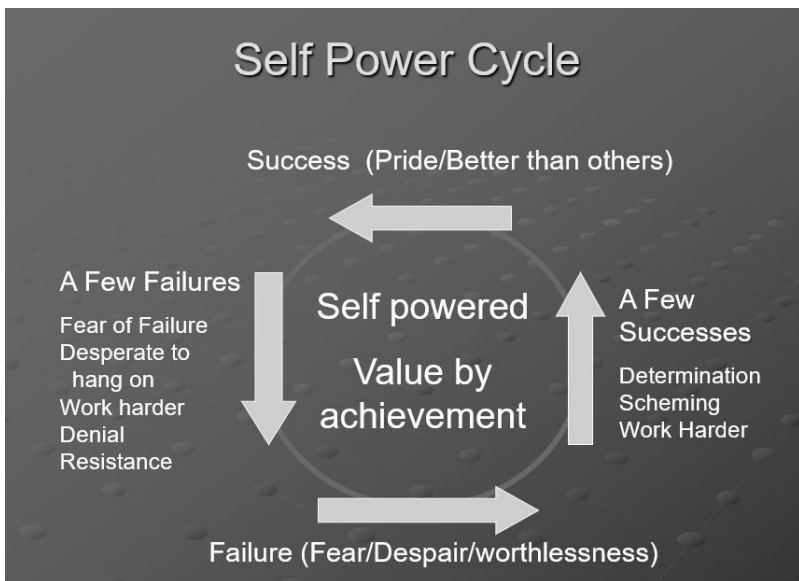 Self Power Cycle
Success (Pride/Better than others)
A Few Failures
Fear of Failure
Desperate to
hang on
Work harder
Denial
Resistance
Self powered
Value by
achievement
A Few
Successes
Determination
Scheming
Work Harder
Failure (Fear/Despair/worthlessness)